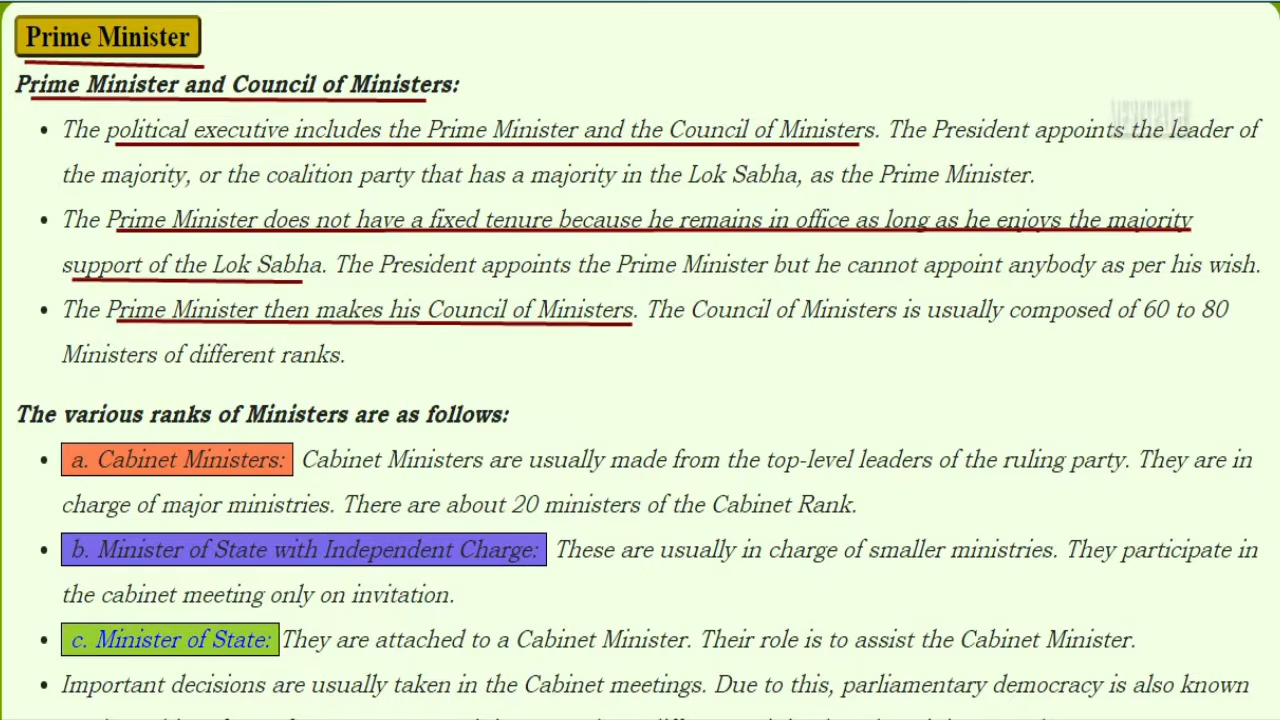 Prime Minister
Prime Minister and Council of Ministers:
• The political executive includes the Prime Minister and the Council of Ministers. The President appoints the leader of
the majority, or the coalition party that has a majority in the Lok Sabha, as the Prime Minister.
• The Prime Minister does not have a fixed tenure because he remains in office as long as he enjoys the majority
support of the Lok Sabha. The President appoints the Prime Minister but he cannot appoint anybody as per his wish.
• The Prime Minister then makes his Council of Ministers. The Council of Ministers is usually composed of 60 to 80
Ministers of different ranks.
The various ranks of Ministers are as follows:
• a. Cabinet Ministers: Cabinet Ministers are usually made from the top-level leaders of the ruling party. They are in
charge of major ministries. There are about 20 ministers of the Cabinet Rank.
• b. Minister of State with Independent Charge: These are usually in charge of smaller ministries. They participate in
the cabinet meeting only on invitation.
• c. Minister of State: They are attached to a Cabinet Minister. Their role is to assist the Cabinet Minister.
• Important decisions are usually taken in the Cabinet meetings. Due to this, parliamentary democracy is also known